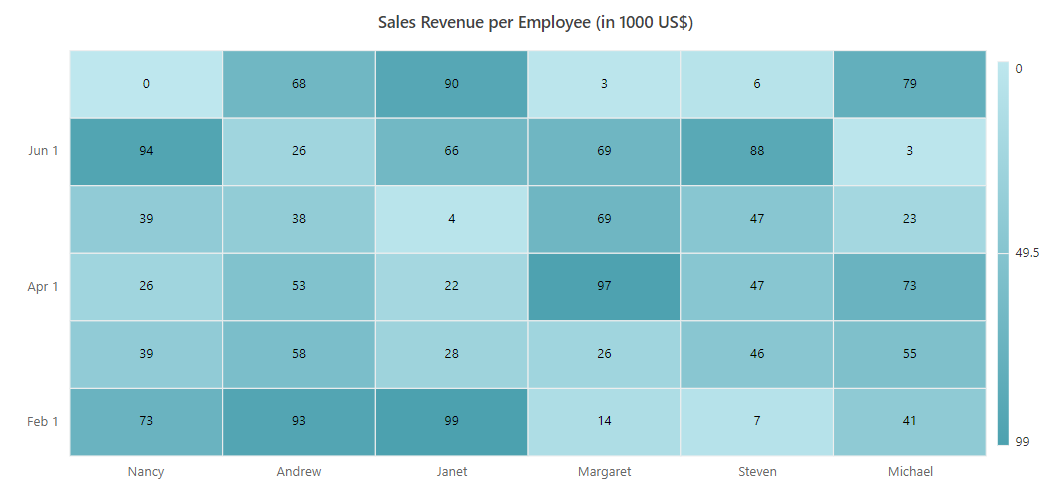 Sales Revenue per Employee (in 1000 US$)
0 68 90 3 6 79 0
Jun 1 94 26 66 69 88 3
39 38 4 69 47 23
49.5
Apr 1 26 53 22 97 47 73
39 58 28 26 46 55
Feb 1 73 93 99 14 7 41
99
Nancy Andrew Janet Margaret Steven Michael